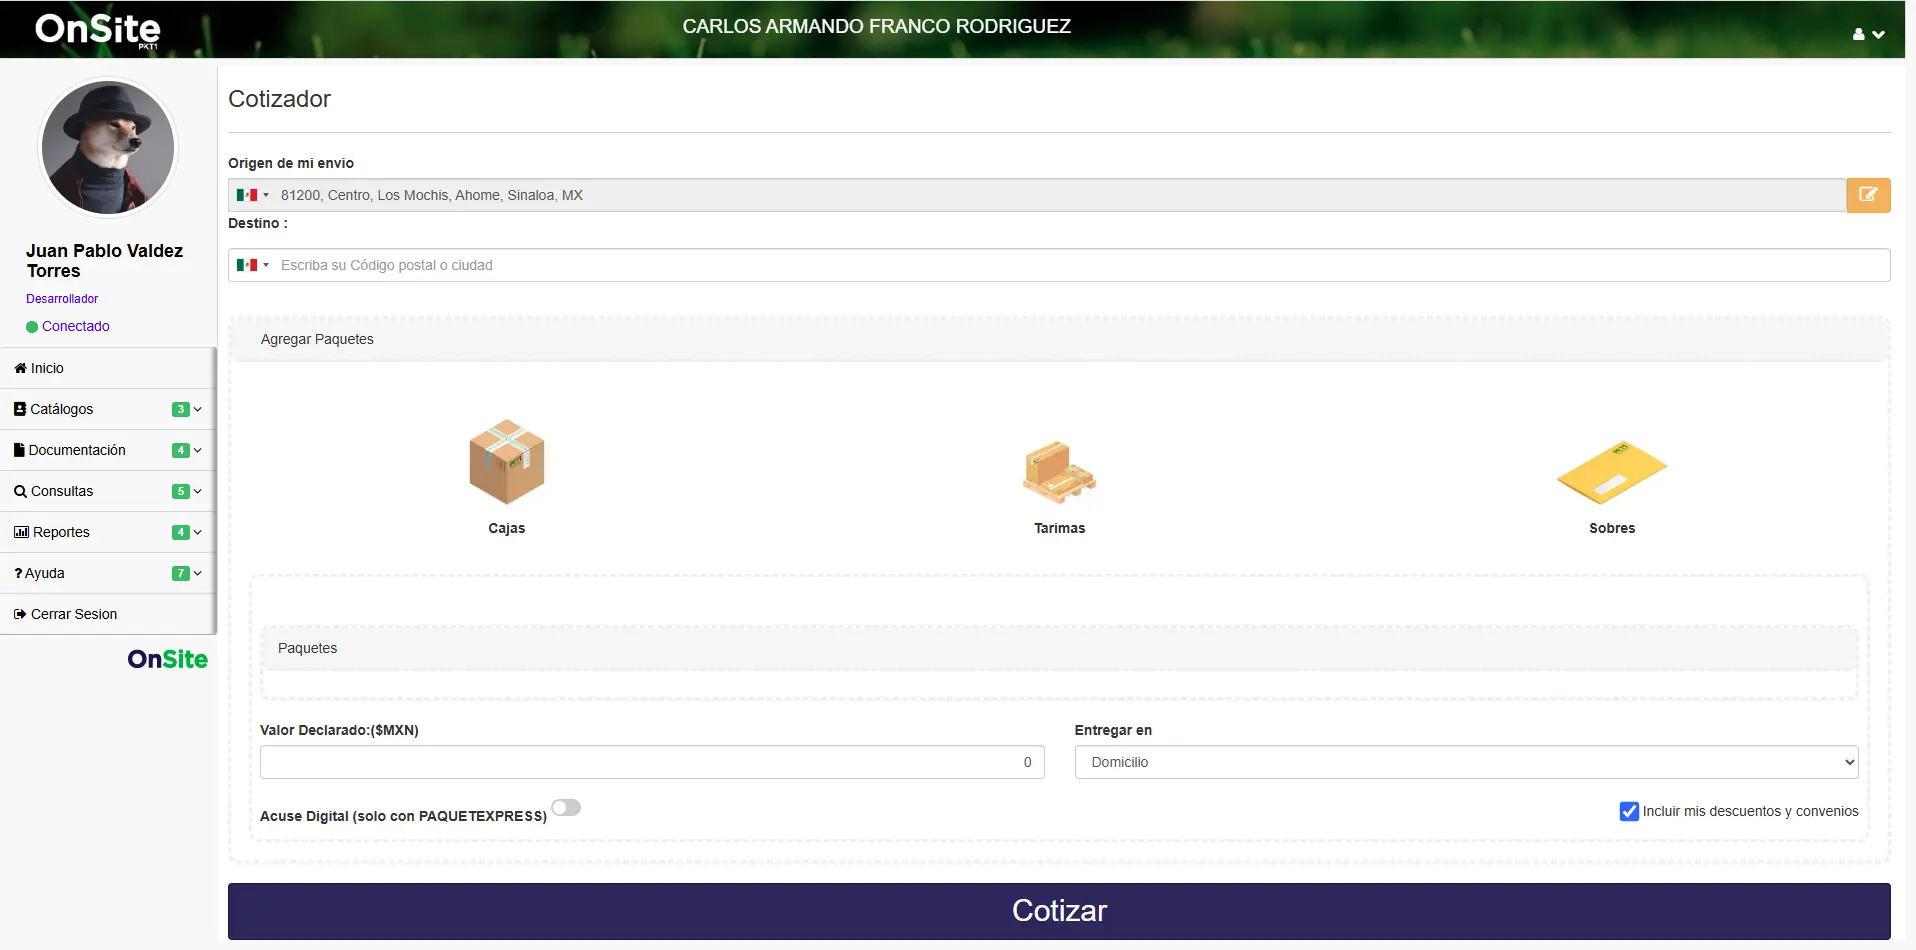 OnSite
PKT1
CARLOS ARMANDO FRANCO RODRIGUEZ
Juan Pablo Valdez
Torres
Desarrollador
Conectado
Inicio
Catálogos 3
Documentación 4
Consultas 5
Reportes 4
Ayuda 7
Cerrar Sesion
OnSite
Cotizador
Origen de mi envio
81200, Centro, Los Mochis, Ahome, Sinaloa, MX
Destino :
Escriba su Código postal o ciudad
Agregar Paquetes
Cajas Tarimas Sobres
Paquetes
Valor Declarado:($MXN) Entregar en
0 Domicilio
Acuse Digital (solo con PAQUETEXPRESS) Incluir mis descuentos y convenios
Cotizar